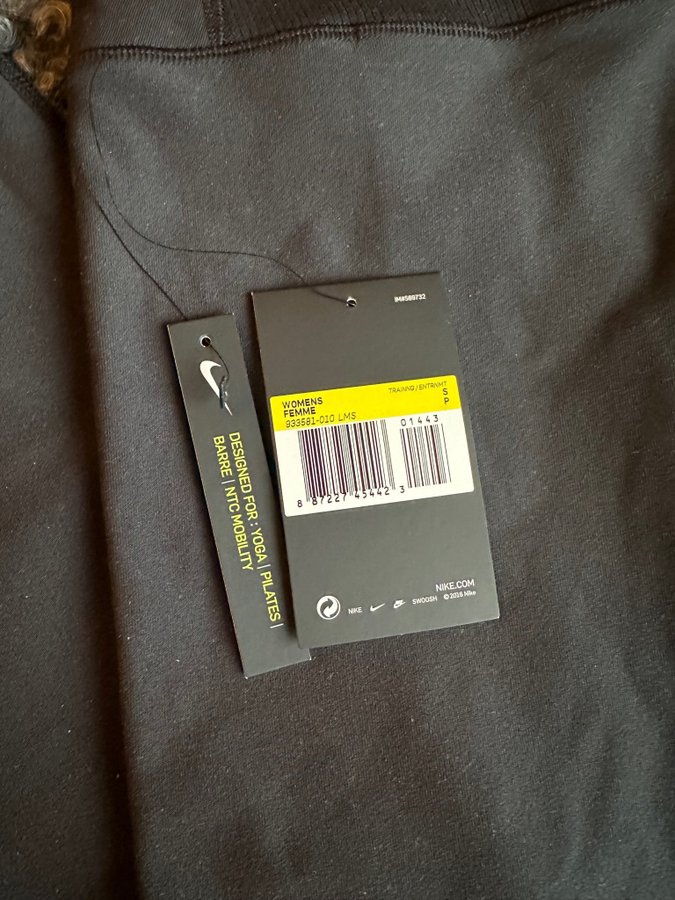 94#589732
WOMENS
FEMME
TRAINING/ENTRNMT
S
P
933581-010 LMS
01443
8 87227 45442 3
NIKE.COM
NIKE SWOOSH © 2016 Nike
DESIGNED FOR : YOGA | PILATES |
BARRE | NTC MOBILITY